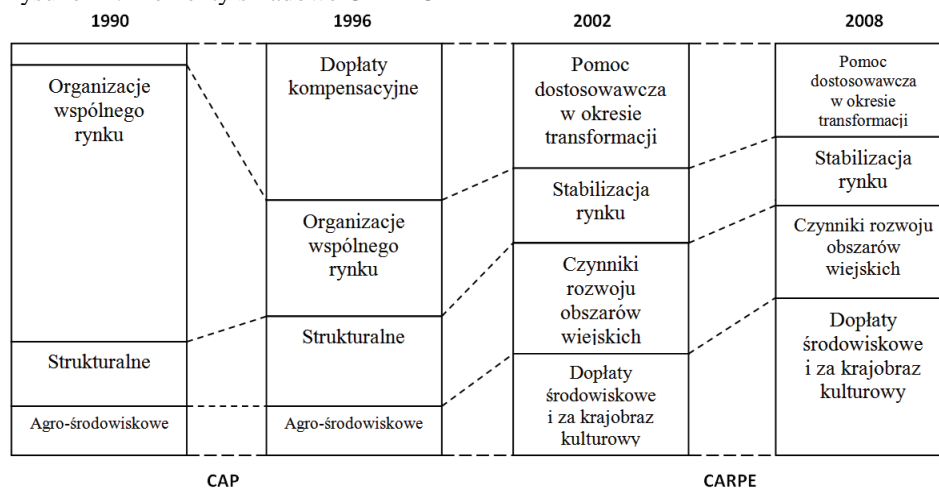 1990
1996
2002
2008
Organizacje
wspólnego
rynku
Strukturalne
Agro-środowiskowe
Dopłaty
kompensacyjne
Organizacje
wspólnego
rynku
Strukturalne
Agro-środowiskowe
Pomoc
dostosowawcza
w okresie
transformacji
Stabilizacja
rynku
Czynniki
rozwoju
obszarów
wiejskich
Dopłaty
środowiskowe
i za krajobraz
kulturowy
Pomoc
dostosowawcza
w okresie
transformacji
Stabilizacja
rynku
Czynniki rozwoju
obszarów
wiejskich
Dopłaty
środowiskowe
i za krajobraz
kulturowy
CAP
CARPE